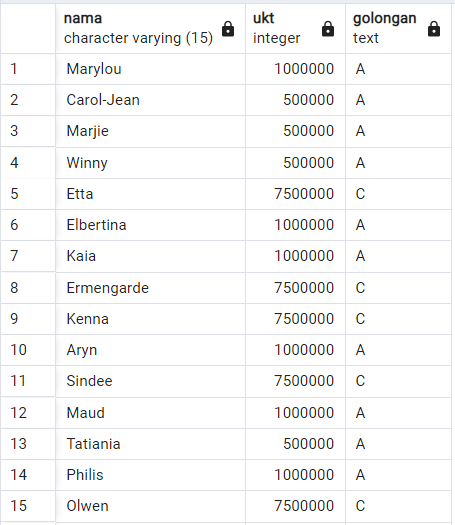 nama ukt golongan
character varying (15) integer text
1 Marylou 1000000 A
2 Carol-Jean 500000 A
3 Marjie 500000 A
4 Winny 500000 A
5 Etta 7500000 C
6 Elbertina 1000000 A
7 Kaia 1000000 A
8 Ermengarde 7500000 C
9 Kenna 7500000 C
10 Aryn 1000000 A
11 Sindee 7500000 C
12 Maud 1000000 A
13 Tatiania 500000 A
14 Philis 1000000 A
15 Olwen 7500000 C